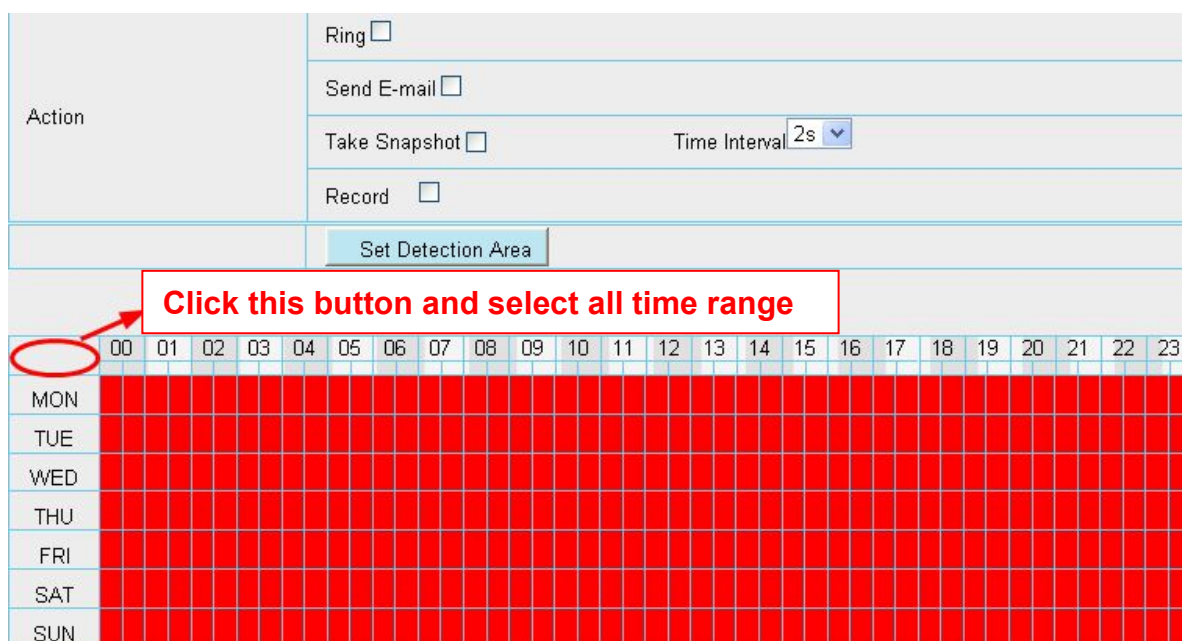 Ring
Send E-mail
Action
Take Snapshot Time Interval 2s
Record
Set Detection Area
Click this button and select all time range
00 01 02 03 04 05 06 07 08 09 10 11 12 13 14 15 16 17 18 19 20 21 22 23
MON
TUE
WED
THU
FRI
SAT
SUN